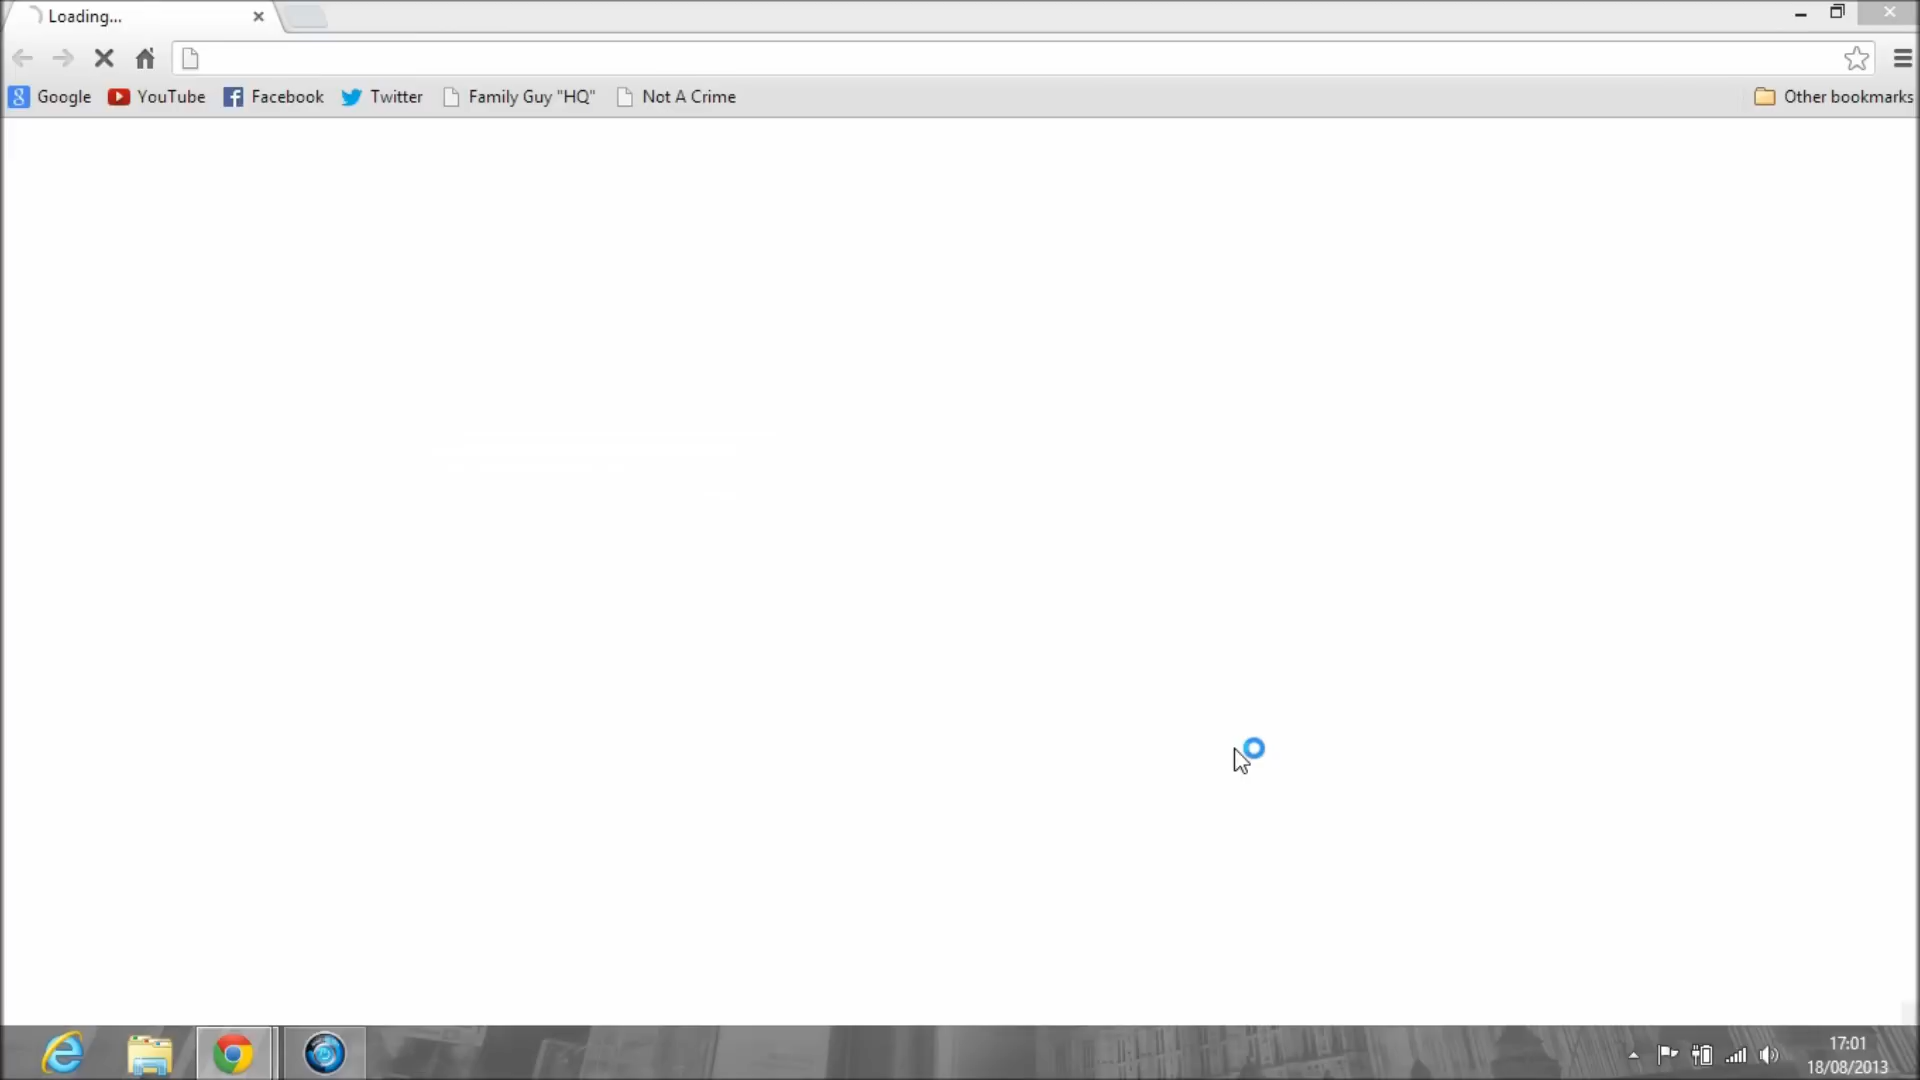 Loading...
Google YouTube Facebook Twitter Family Guy "HQ" Not A Crime Other bookmarks
17:01
18/08/2013